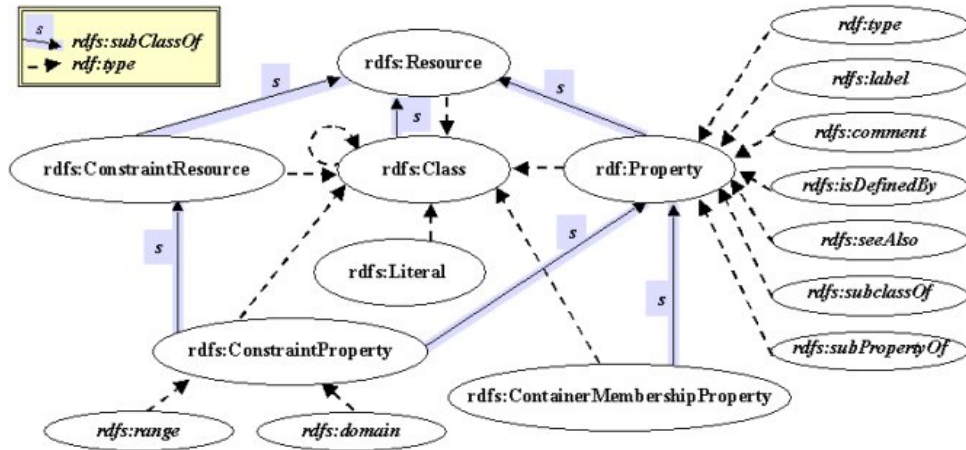 s
rdfs:subClassOf
rdf:type
rdfs:Resource
s
s
s
rdf:type
rdfs:label
rdfs:comment
rdfs:isDefinedBy
rdfs:seeAlso
rdfs:subclassOf
rdfs:subPropertyOf
rdfs:ConstraintResource
rdfs:Class
rdf:Property
s
s
s
rdfs:Literal
rdfs:ConstraintProperty
rdfs:ContainerMembershipProperty
rdfs:range
rdfs:domain